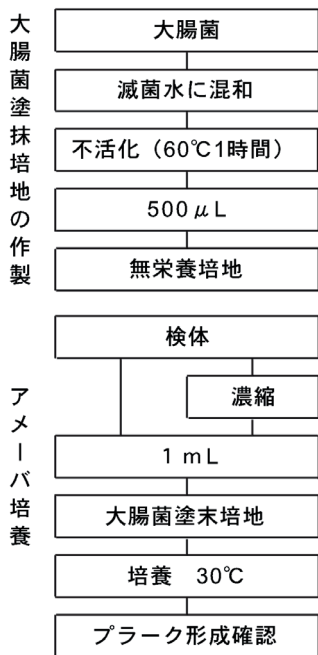 大腸菌塗抹培地の作製
大腸菌
滅菌水に混和
不活化（60℃1時間）
500μL
無栄養培地
アメーバ培養
検体
濃縮
1 mL
大腸菌塗末培地
培養　30℃
プラーク形成確認